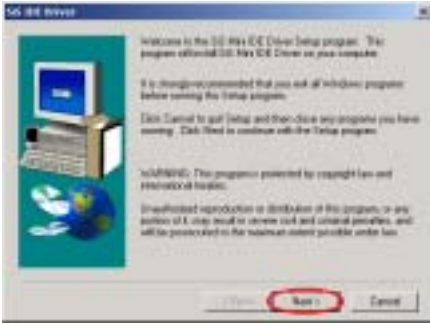 SiS IDE Driver
Welcome to the SiS Mini IDE Driver Setup program. This
program will install SiS Mini IDE Driver on your computer.
It is strongly recommended that you exit all Windows programs
before running this Setup program.
Click Cancel to quit Setup and then close any programs you have
running. Click Next to continue with the Setup program.
WARNING: This program is protected by copyright law and
international treaties.
Unauthorized reproduction or distribution of this program, or any
portion of it, may result in severe civil and criminal penalties, and
will be prosecuted to the maximum extent possible under law.
Next >
Cancel